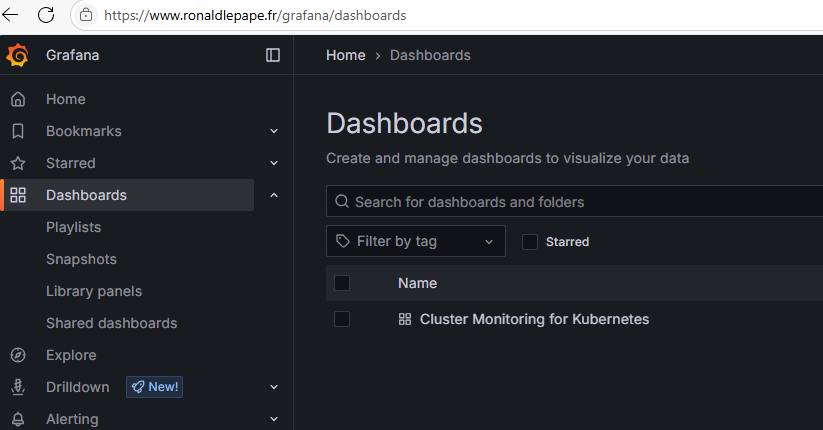 https://www.ronaldlepape.fr/grafana/dashboards
Grafana
Home
Bookmarks
Starred
Dashboards
Playlists
Snapshots
Library panels
Shared dashboards
Explore
Drilldown New!
Alerting
Home > Dashboards
Dashboards
Create and manage dashboards to visualize your data
Search for dashboards and folders
Filter by tag Starred
Name
Cluster Monitoring for Kubernetes